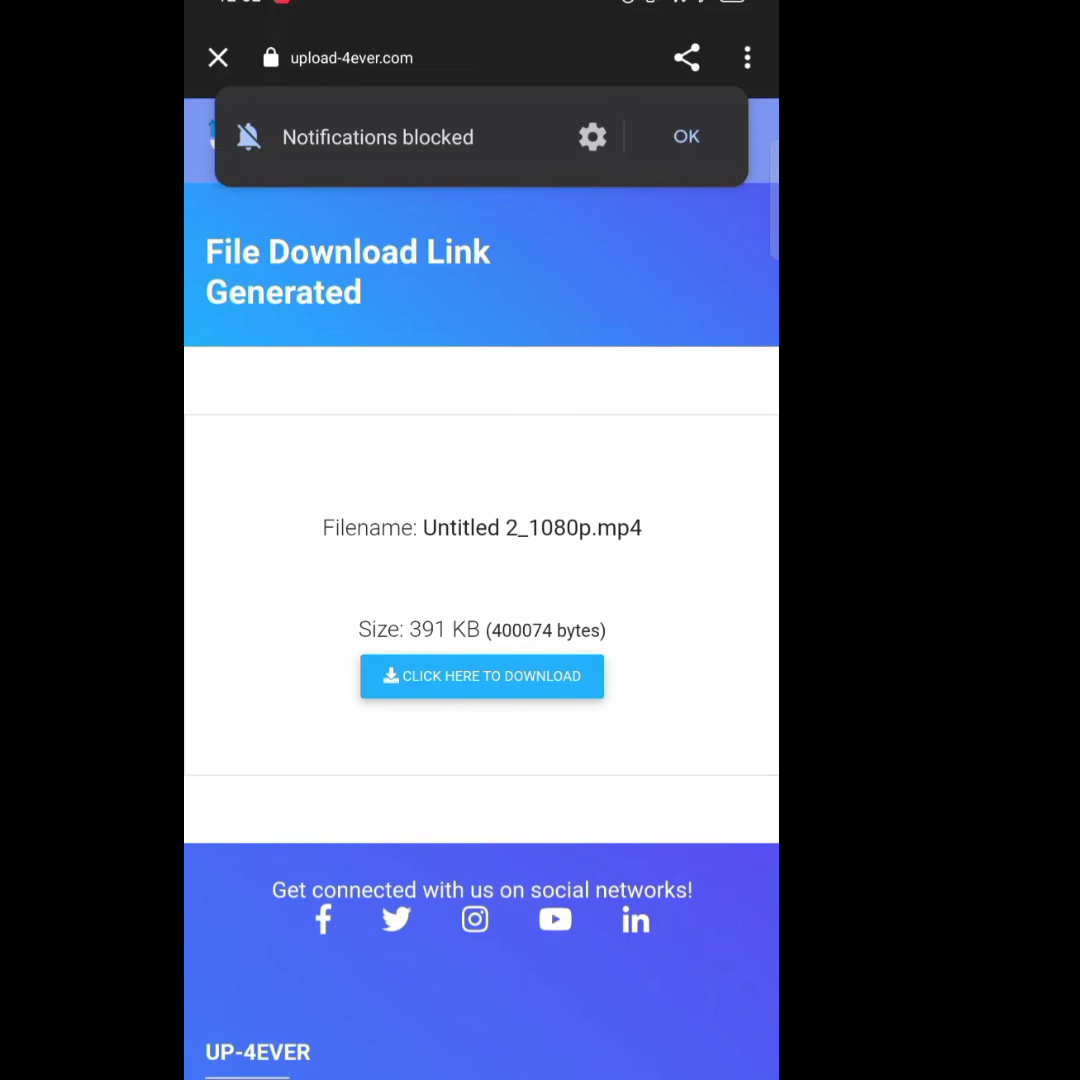 upload-4ever.com
Notifications blocked
OK
File Download Link
Generated
Filename: Untitled 2_1080p.mp4
Size: 391 KB (400074 bytes)
CLICK HERE TO DOWNLOAD
Get connected with us on social networks!
UP-4EVER